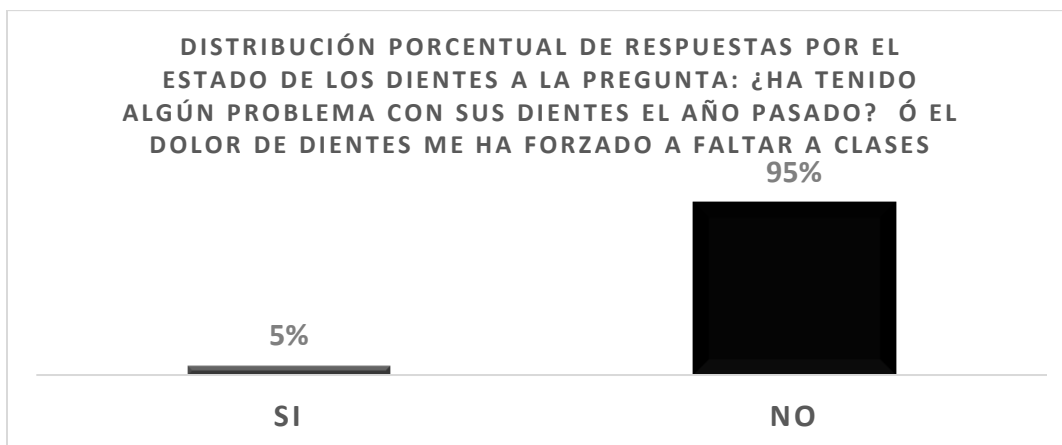 DISTRIBUCIÓN PORCENTUAL DE RESPUESTAS POR EL
ESTADO DE LOS DIENTES A LA PREGUNTA: ¿HA TENIDO
ALGÚN PROBLEMA CON SUS DIENTES EL AÑO PASADO? Ó EL
DOLOR DE DIENTES ME HA FORZADO A FALTAR A CLASES
95%
5%
SI
NO